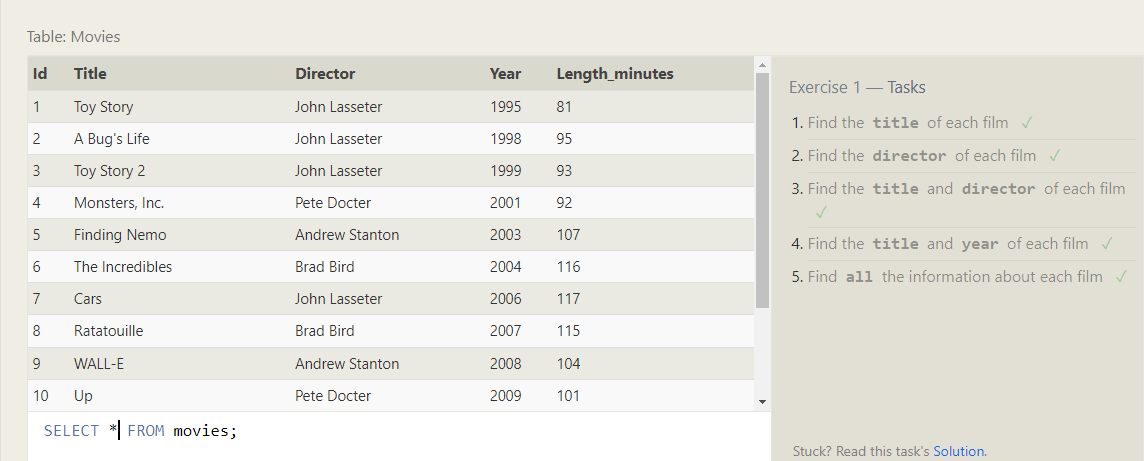 Table: Movies
Id Title Director Year Length_minutes
1 Toy Story John Lasseter 1995 81
2 A Bug's Life John Lasseter 1998 95
3 Toy Story 2 John Lasseter 1999 93
4 Monsters, Inc. Pete Docter 2001 92
5 Finding Nemo Andrew Stanton 2003 107
6 The Incredibles Brad Bird 2004 116
7 Cars John Lasseter 2006 117
8 Ratatouille Brad Bird 2007 115
9 WALL-E Andrew Stanton 2008 104
10 Up Pete Docter 2009 101
SELECT * FROM movies;
Exercise 1 — Tasks
1. Find the title of each film ✓
2. Find the director of each film ✓
3. Find the title and director of each film
✓
4. Find the title and year of each film ✓
5. Find all the information about each film ✓
Stuck? Read this task's Solution.